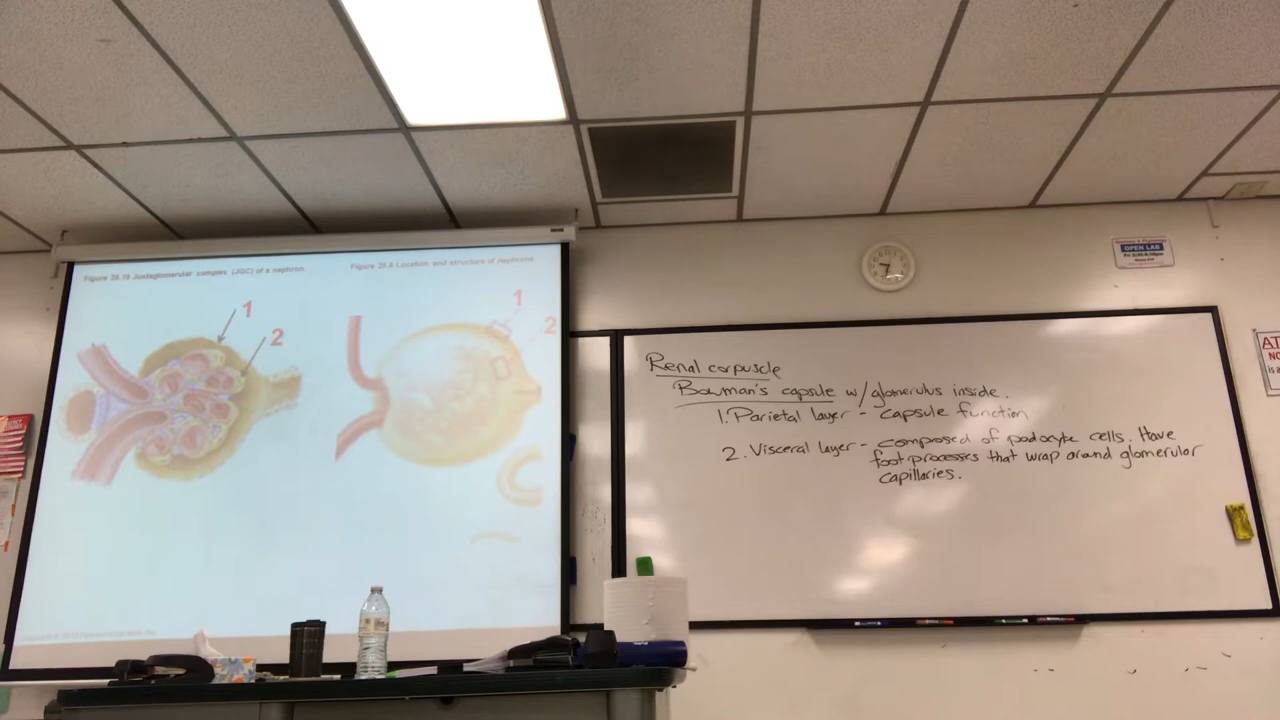 Figure 25.10 Juxtaglomerular complex (JGC) of a nephron.
Figure 25.6 Location and structure of nephrons
1
2
1
2
Renal corpuscle
Bowman's capsule w/ glomerulus inside.
1. Parietal layer - Capsule function
2. Visceral layer - composed of podocyte cells. Have
foot processes that wrap around glomerular
capillaries.
OPEN LAB